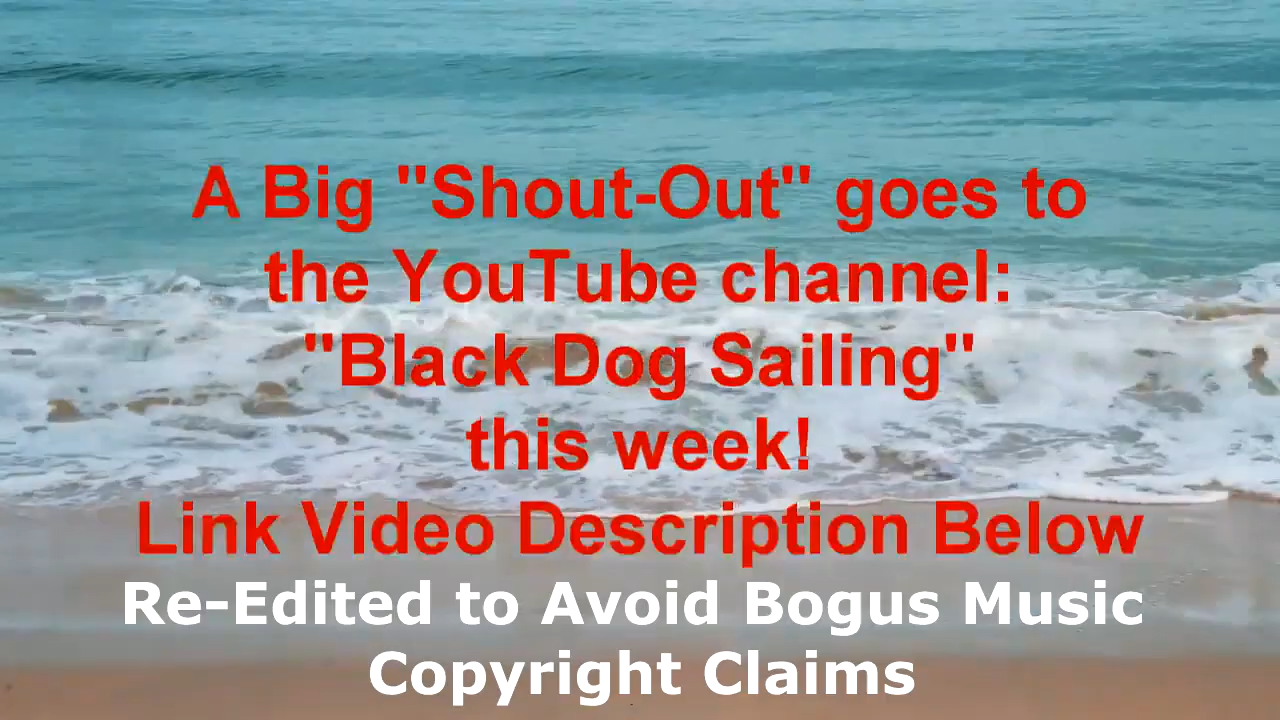 A Big "Shout-Out" goes to
the YouTube channel:
"Black Dog Sailing"
this week!
Link Video Description Below
Re-Edited to Avoid Bogus Music
Copyright Claims